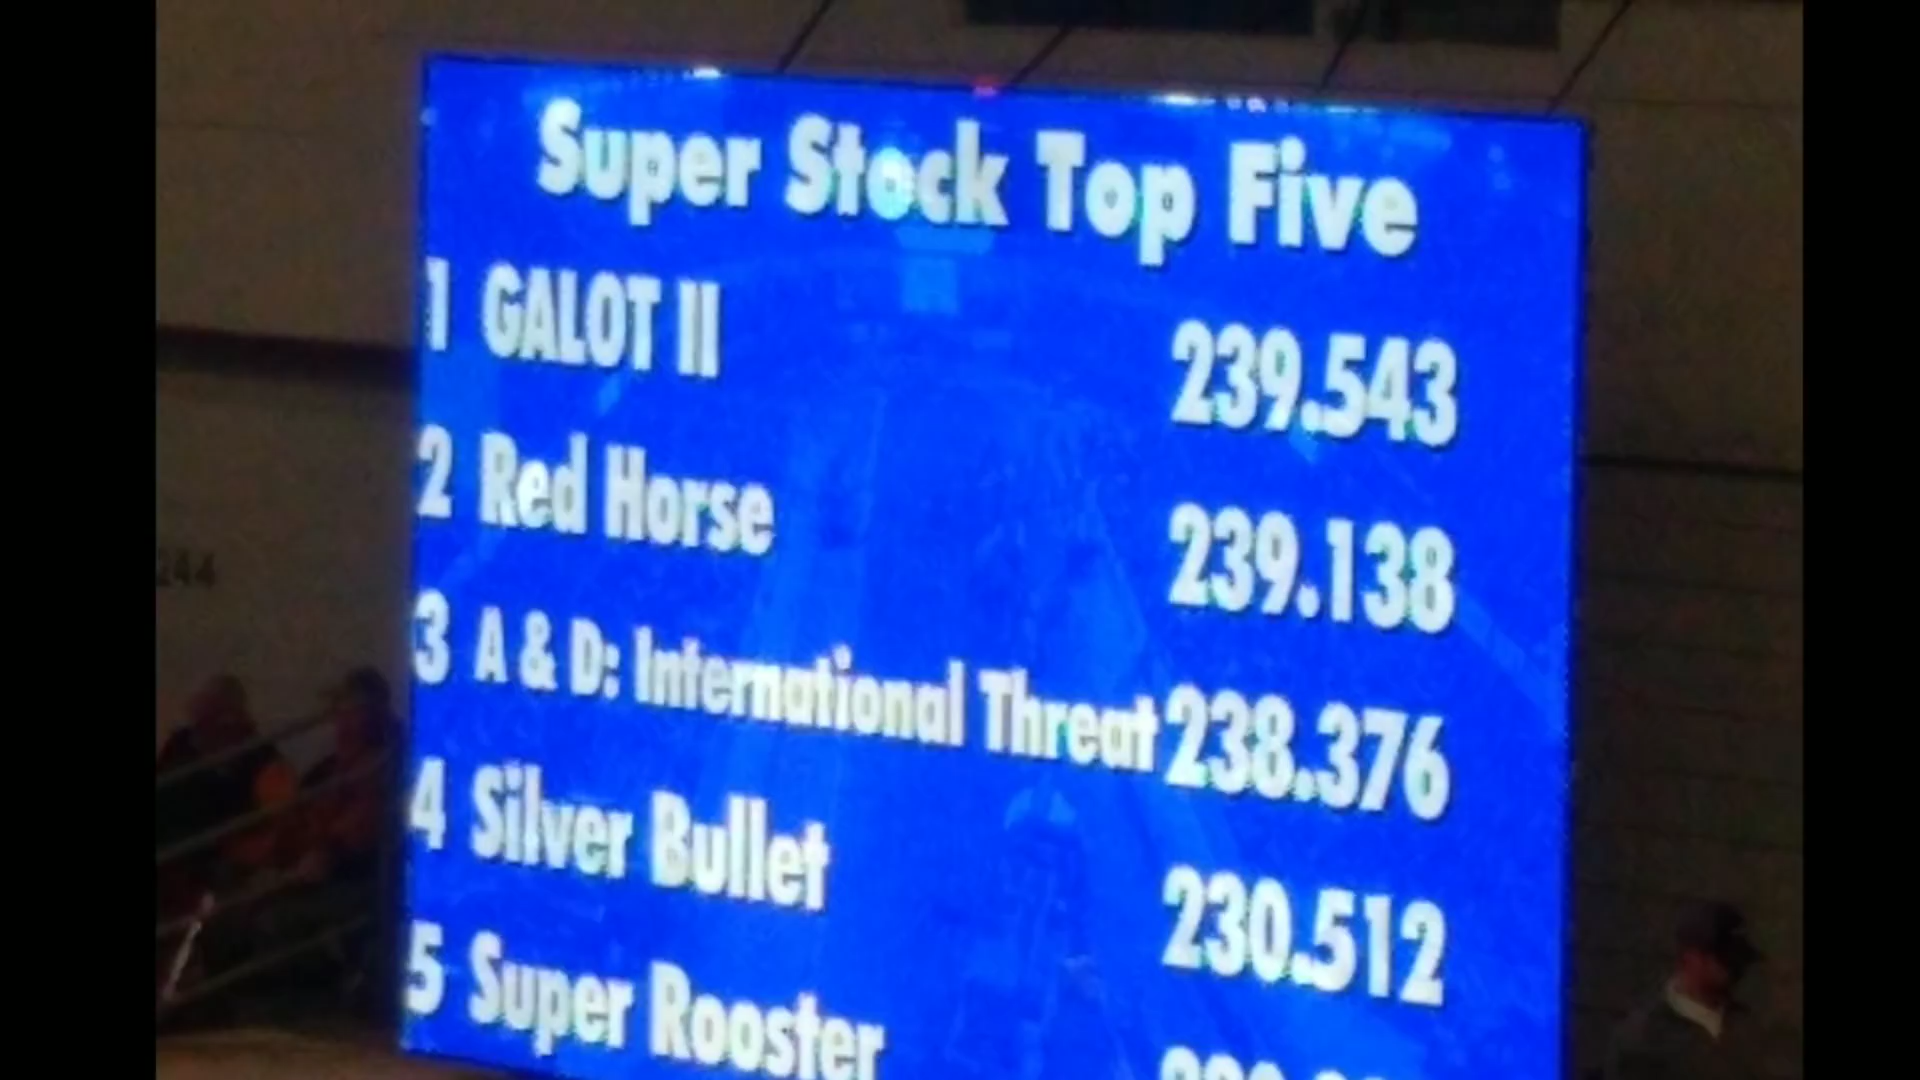 Super Stock Top Five
1 GALOT II 239.543
2 Red Horse 239.138
3 A & D: International Threat 238.376
4 Silver Bullet 230.512
5 Super Rooster
244